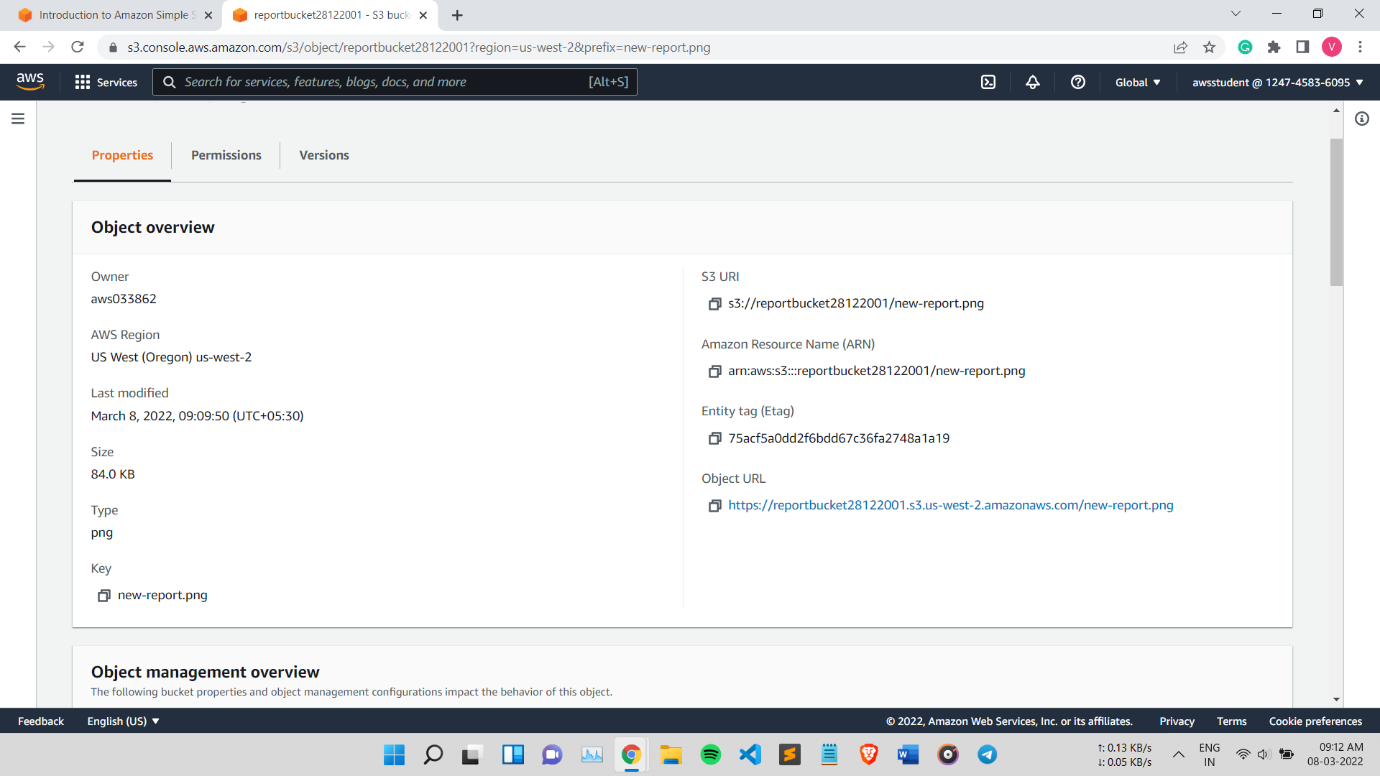 Introduction to Amazon Simple S
reportbucket28122001 - S3 buck
s3.console.aws.amazon.com/s3/object/reportbucket28122001?region=us-west-2&prefix=new-report.png
V
aws
Services
Search for services, features, blogs, docs, and more
[Alt+S]
Global ▼
awsstudent @ 1247-4583-6095 ▼
Properties
Permissions
Versions
Object overview
Owner
aws033862
AWS Region
US West (Oregon) us-west-2
Last modified
March 8, 2022, 09:09:50 (UTC+05:30)
Size
84.0 KB
Type
png
Key
new-report.png
S3 URI
s3://reportbucket28122001/new-report.png
Amazon Resource Name (ARN)
arn:aws:s3:::reportbucket28122001/new-report.png
Entity tag (Etag)
75acf5a0dd2f6bdd67c36fa2748a1a19
Object URL
https://reportbucket28122001.s3.us-west-2.amazonaws.com/new-report.png
Object management overview
The following bucket properties and object management configurations impact the behavior of this object.
Feedback
English (US) ▼
© 2022, Amazon Web Services, Inc. or its affiliates.
Privacy
Terms
Cookie preferences
↑: 0.13 KB/s
↓: 0.05 KB/s
ENG
IN
09:12 AM
08-03-2022